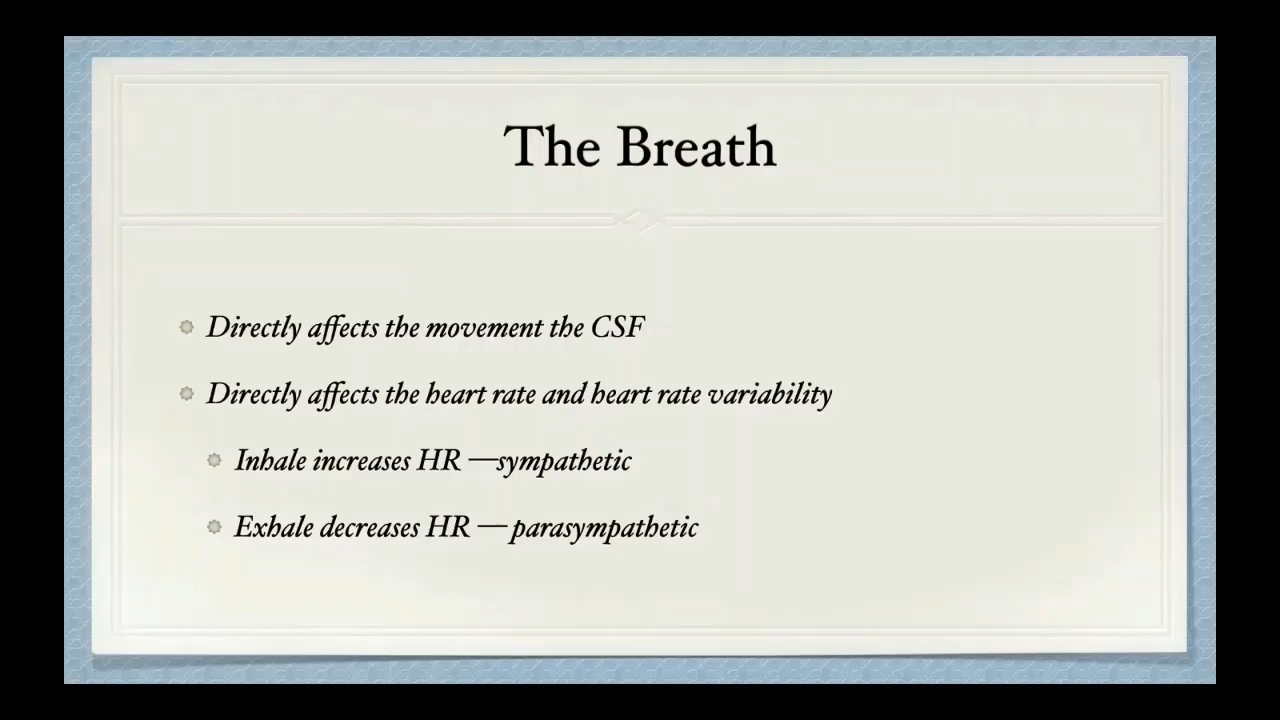 The Breath
Directly affects the movement the CSF
Directly affects the heart rate and heart rate variability
Inhale increases HR —sympathetic
Exhale decreases HR — parasympathetic